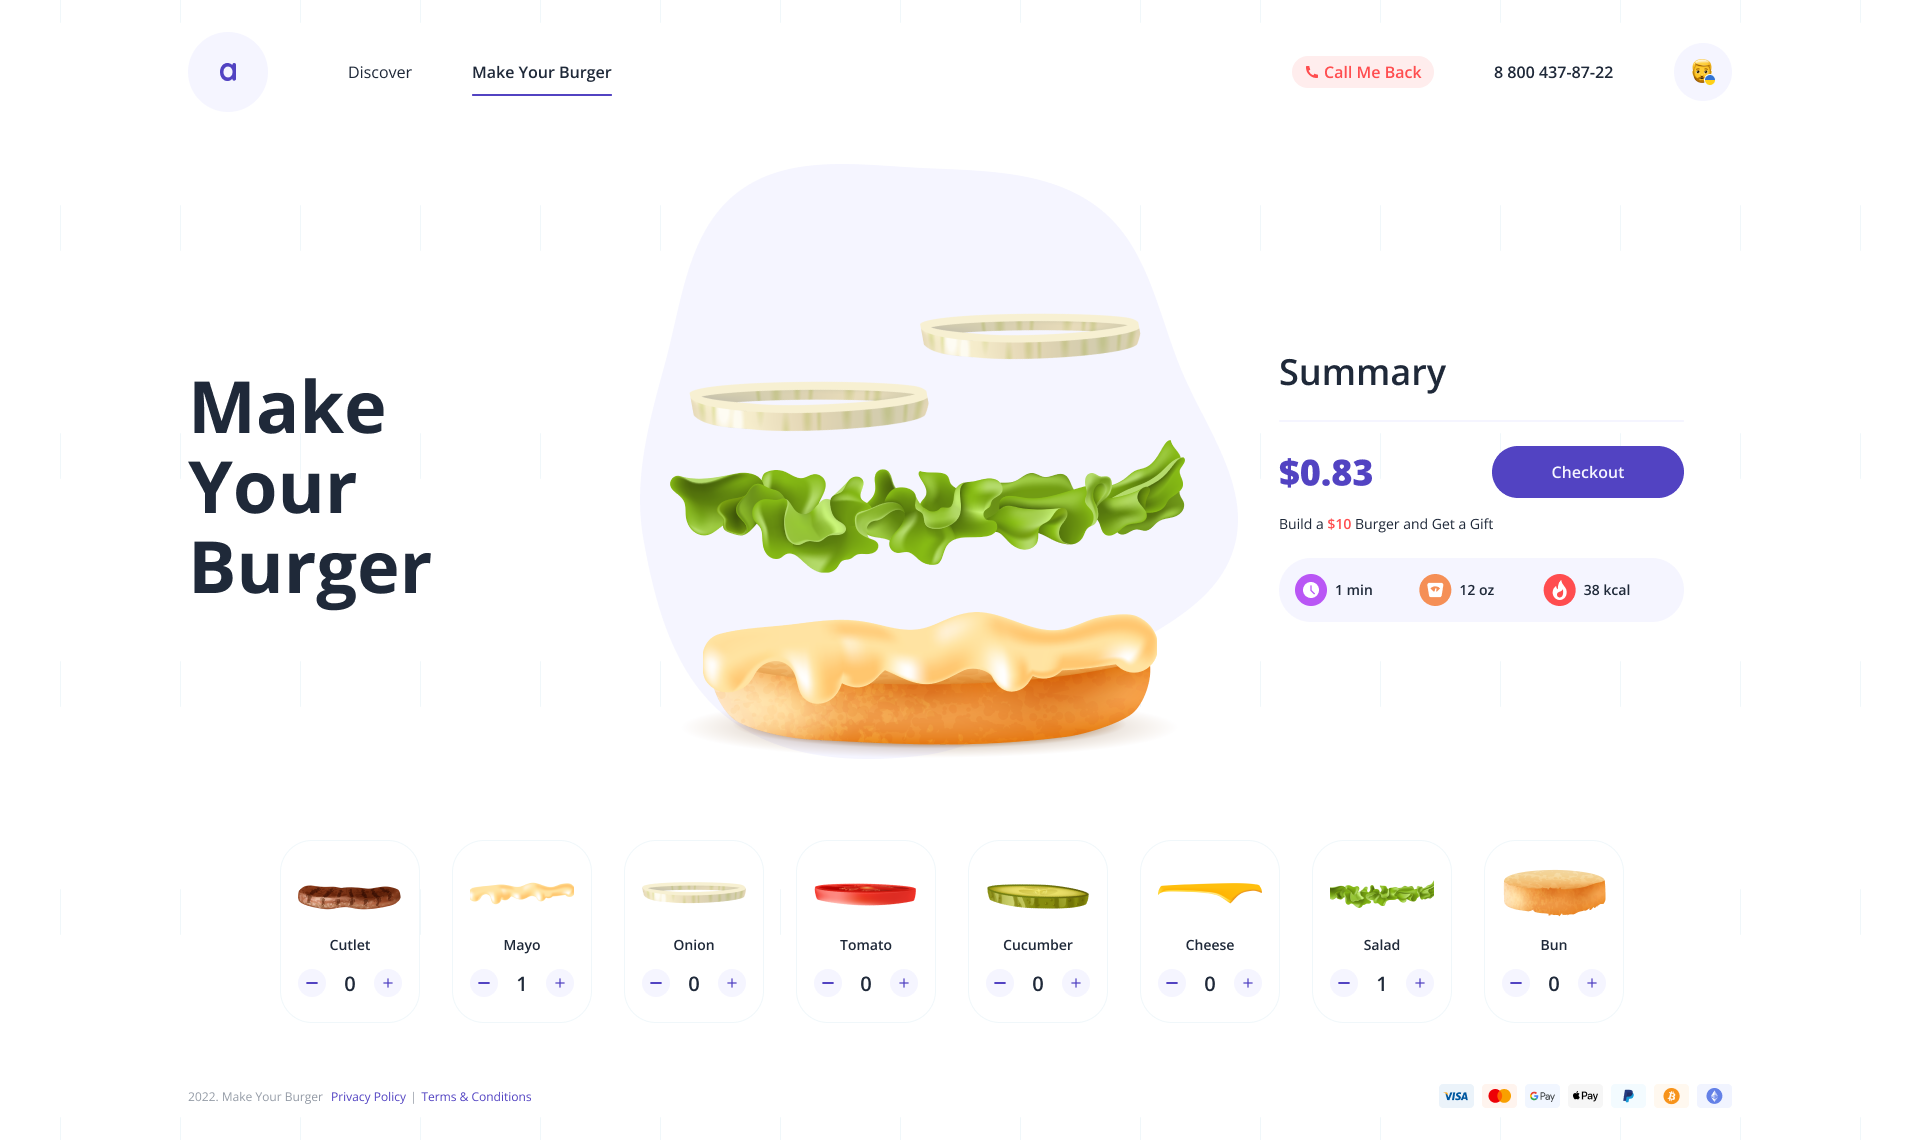 a
Discover
Make Your Burger
Call Me Back
8 800 437-87-22
Make
Your
Burger
Summary
$0.83
Checkout
Build a $10 Burger and Get a Gift
1 min
12 oz
38 kcal
Cutlet
0
Mayo
1
Onion
0
Tomato
0
Cucumber
0
Cheese
0
Salad
1
Bun
0
2022. Make Your Burger Privacy Policy | Terms & Conditions
VISA
G Pay
Pay